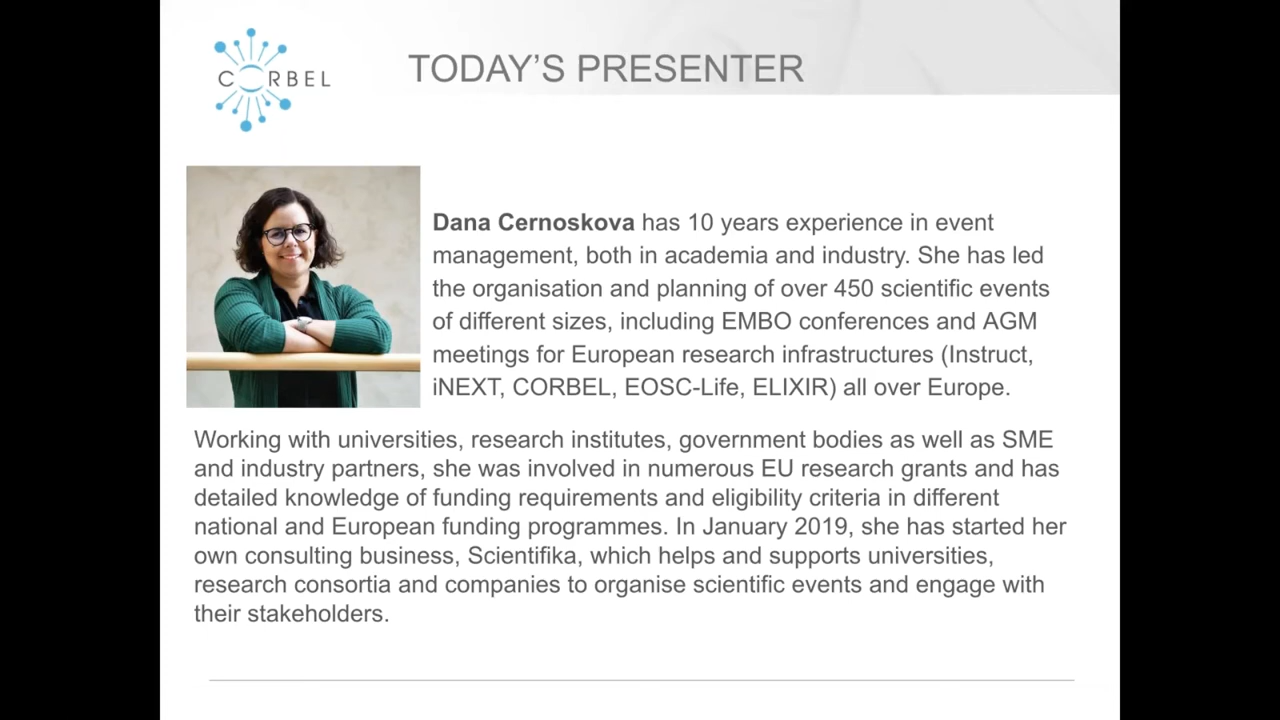 CORBEL
TODAY’S PRESENTER
Dana Cernoskova has 10 years experience in event
management, both in academia and industry. She has led
the organisation and planning of over 450 scientific events
of different sizes, including EMBO conferences and AGM
meetings for European research infrastructures (Instruct,
iNEXT, CORBEL, EOSC-Life, ELIXIR) all over Europe.
Working with universities, research institutes, government bodies as well as SME
and industry partners, she was involved in numerous EU research grants and has
detailed knowledge of funding requirements and eligibility criteria in different
national and European funding programmes. In January 2019, she has started her
own consulting business, Scientifika, which helps and supports universities,
research consortia and companies to organise scientific events and engage with
their stakeholders.